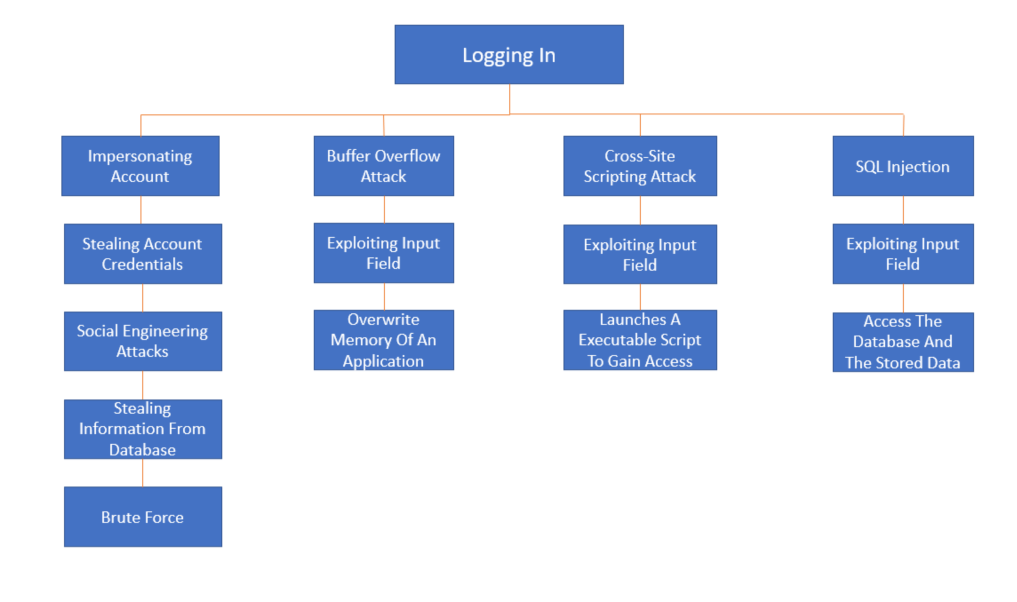 Logging In
Impersonating
Account
Buffer Overflow
Attack
Cross-Site
Scripting Attack
SQL Injection
Stealing Account
Credentials
Exploiting Input
Field
Exploiting Input
Field
Exploiting Input
Field
Social Engineering
Attacks
Overwrite
Memory Of An
Application
Launches A
Executable Script
To Gain Access
Access The
Database And
The Stored Data
Stealing
Information From
Database
Brute Force